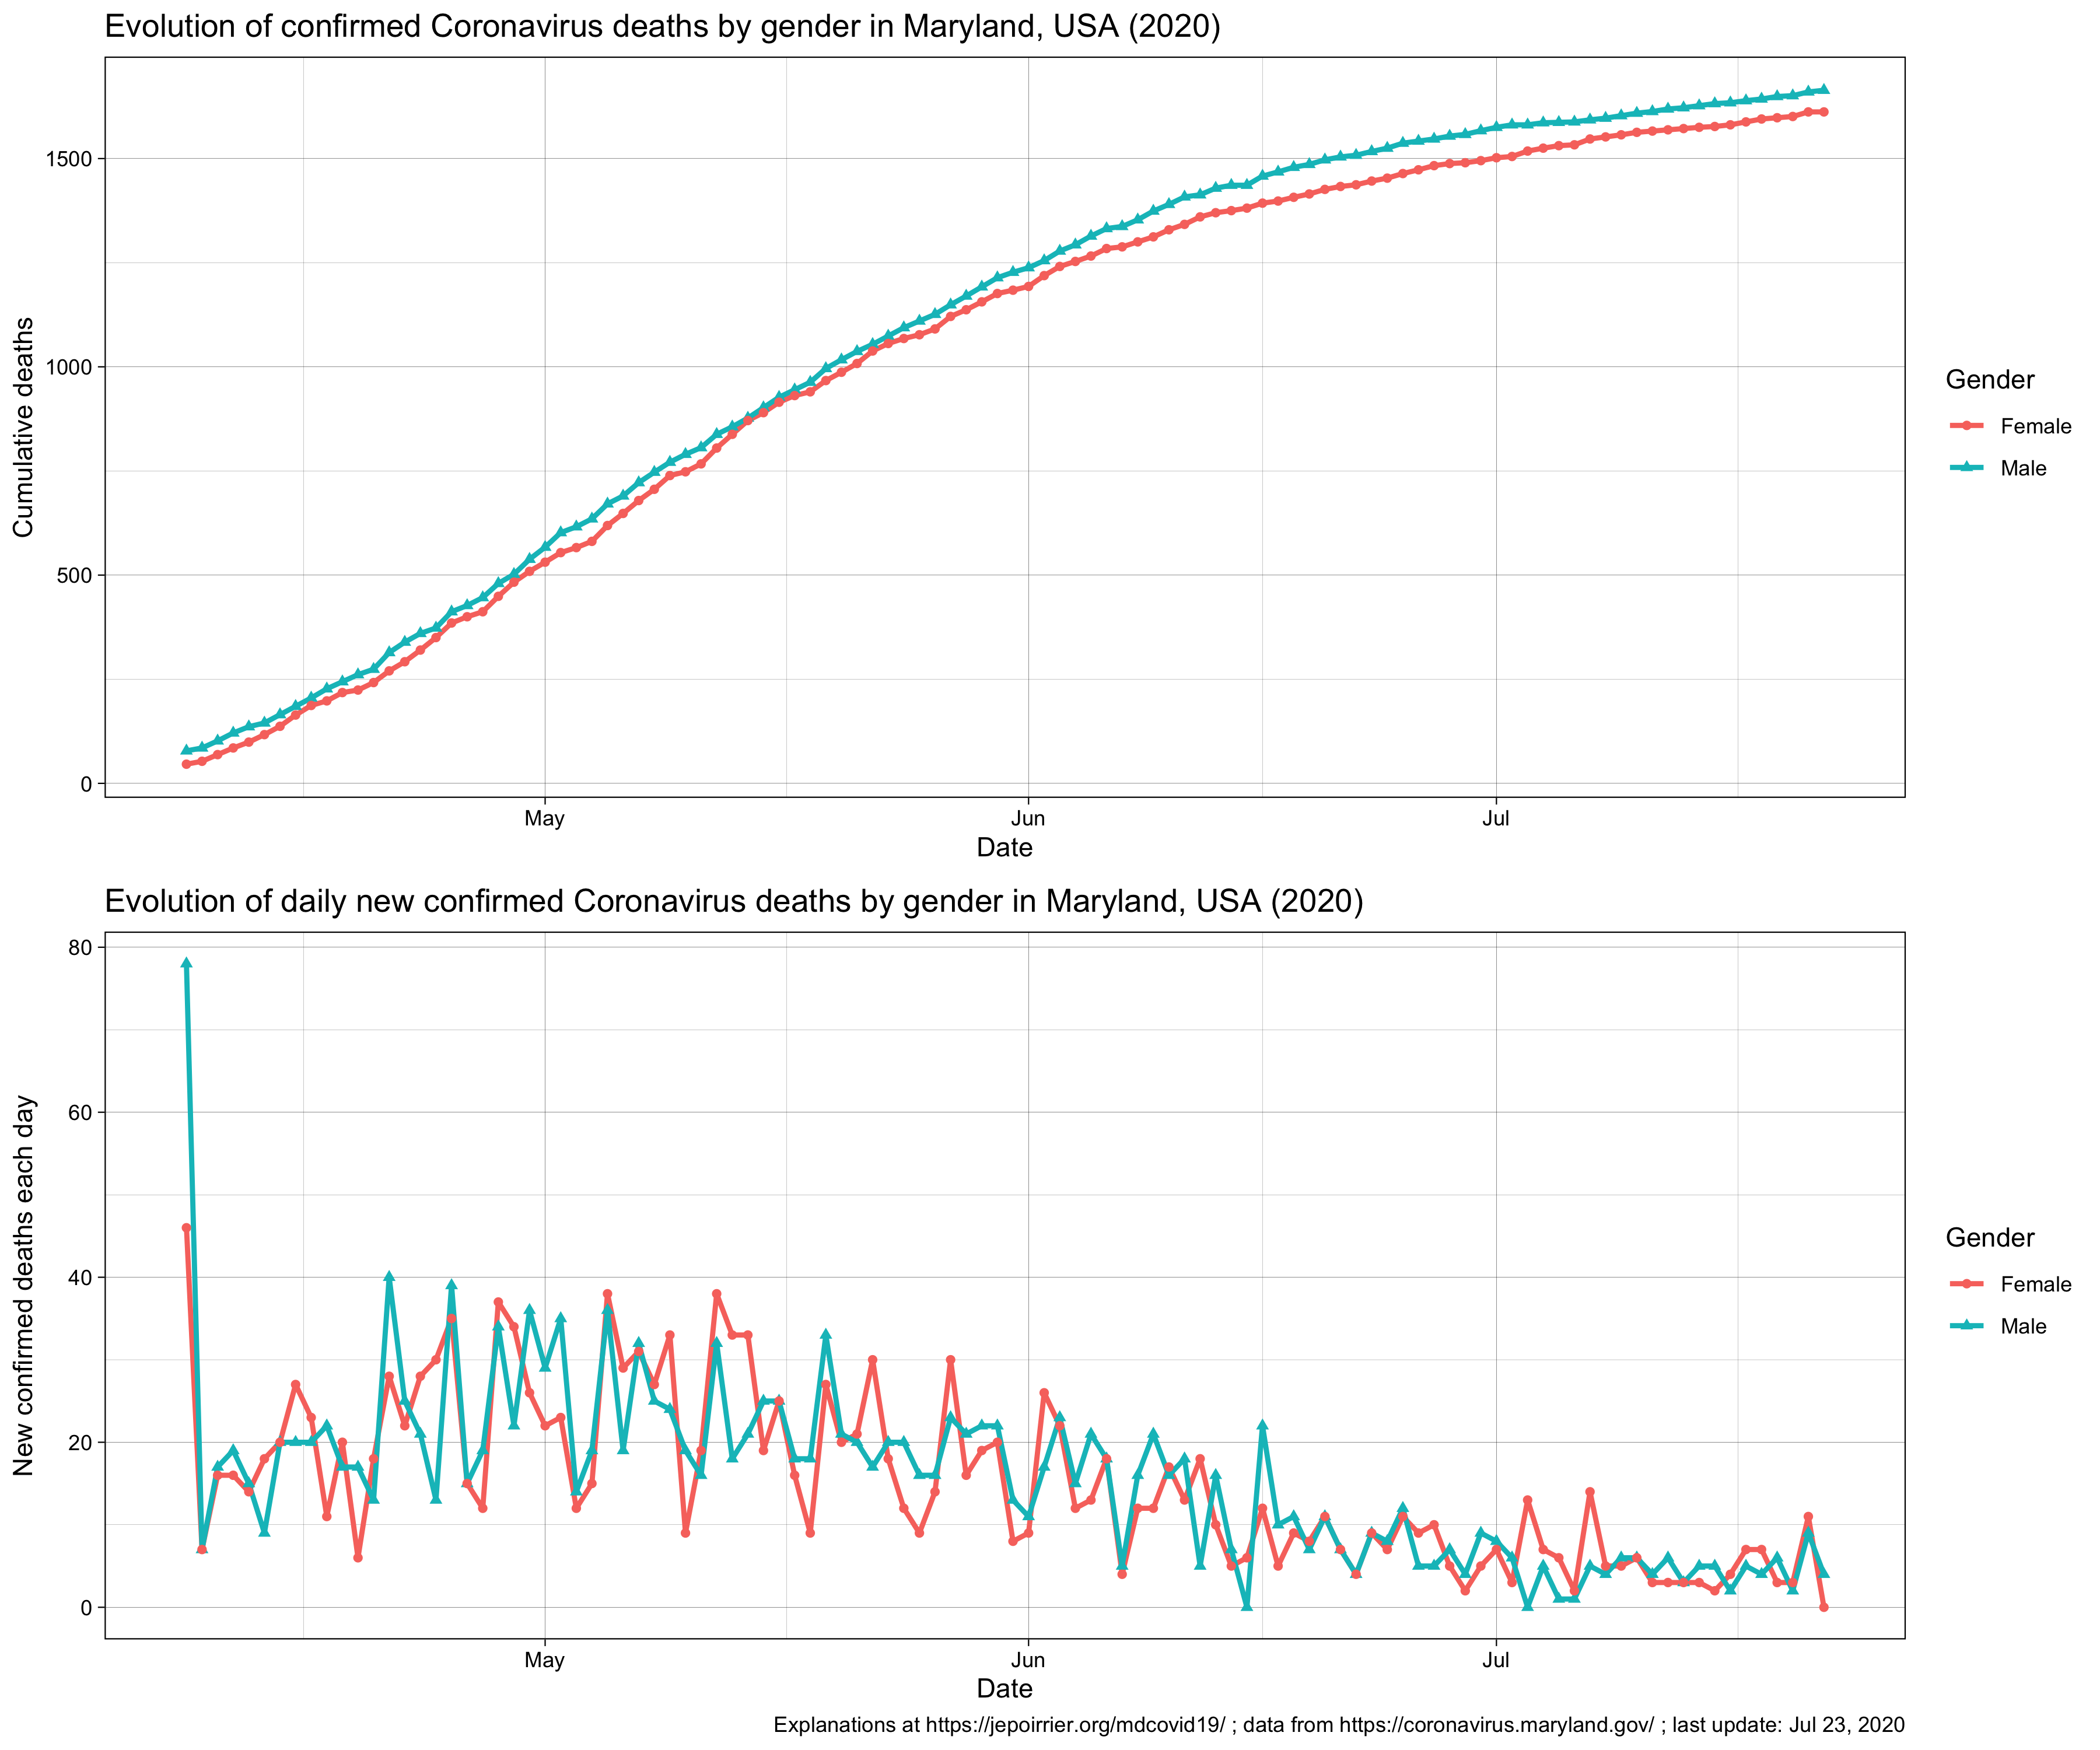 Evolution of confirmed Coronavirus deaths by gender in Maryland, USA (2020)
Cumulative deaths
1500
1000
500
0
May
Jun
Jul
Date
Gender
Female
Male
Evolution of daily new confirmed Coronavirus deaths by gender in Maryland, USA (2020)
New confirmed deaths each day
80
60
40
20
0
May
Jun
Jul
Date
Gender
Female
Male
Explanations at https://jepoirrier.org/mdcovid19/ ; data from https://coronavirus.maryland.gov/ ; last update: Jul 23, 2020